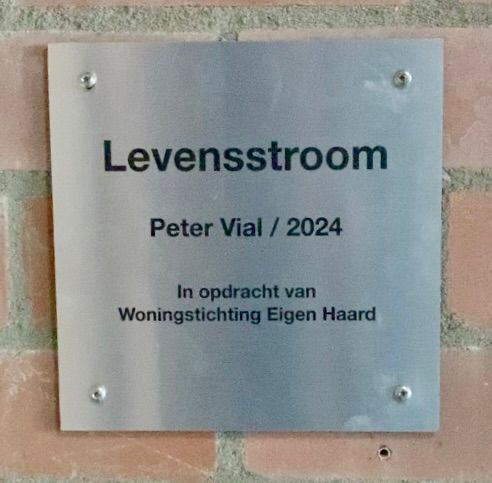 Levensstroom
Peter Vial / 2024
In opdracht van
Woningstichting Eigen Haard